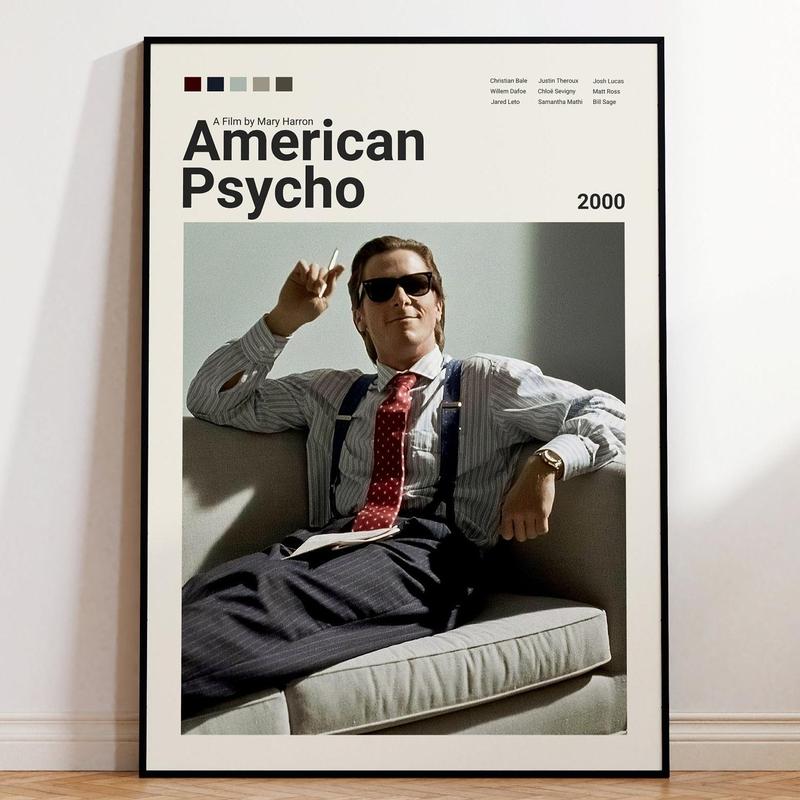 Christian Bale Justin Theroux Josh Lucas
Willem Dafoe Chloë Sevigny Matt Ross
Jared Leto Samantha Mathi Bill Sage
A Film by Mary Harron
American
Psycho
2000